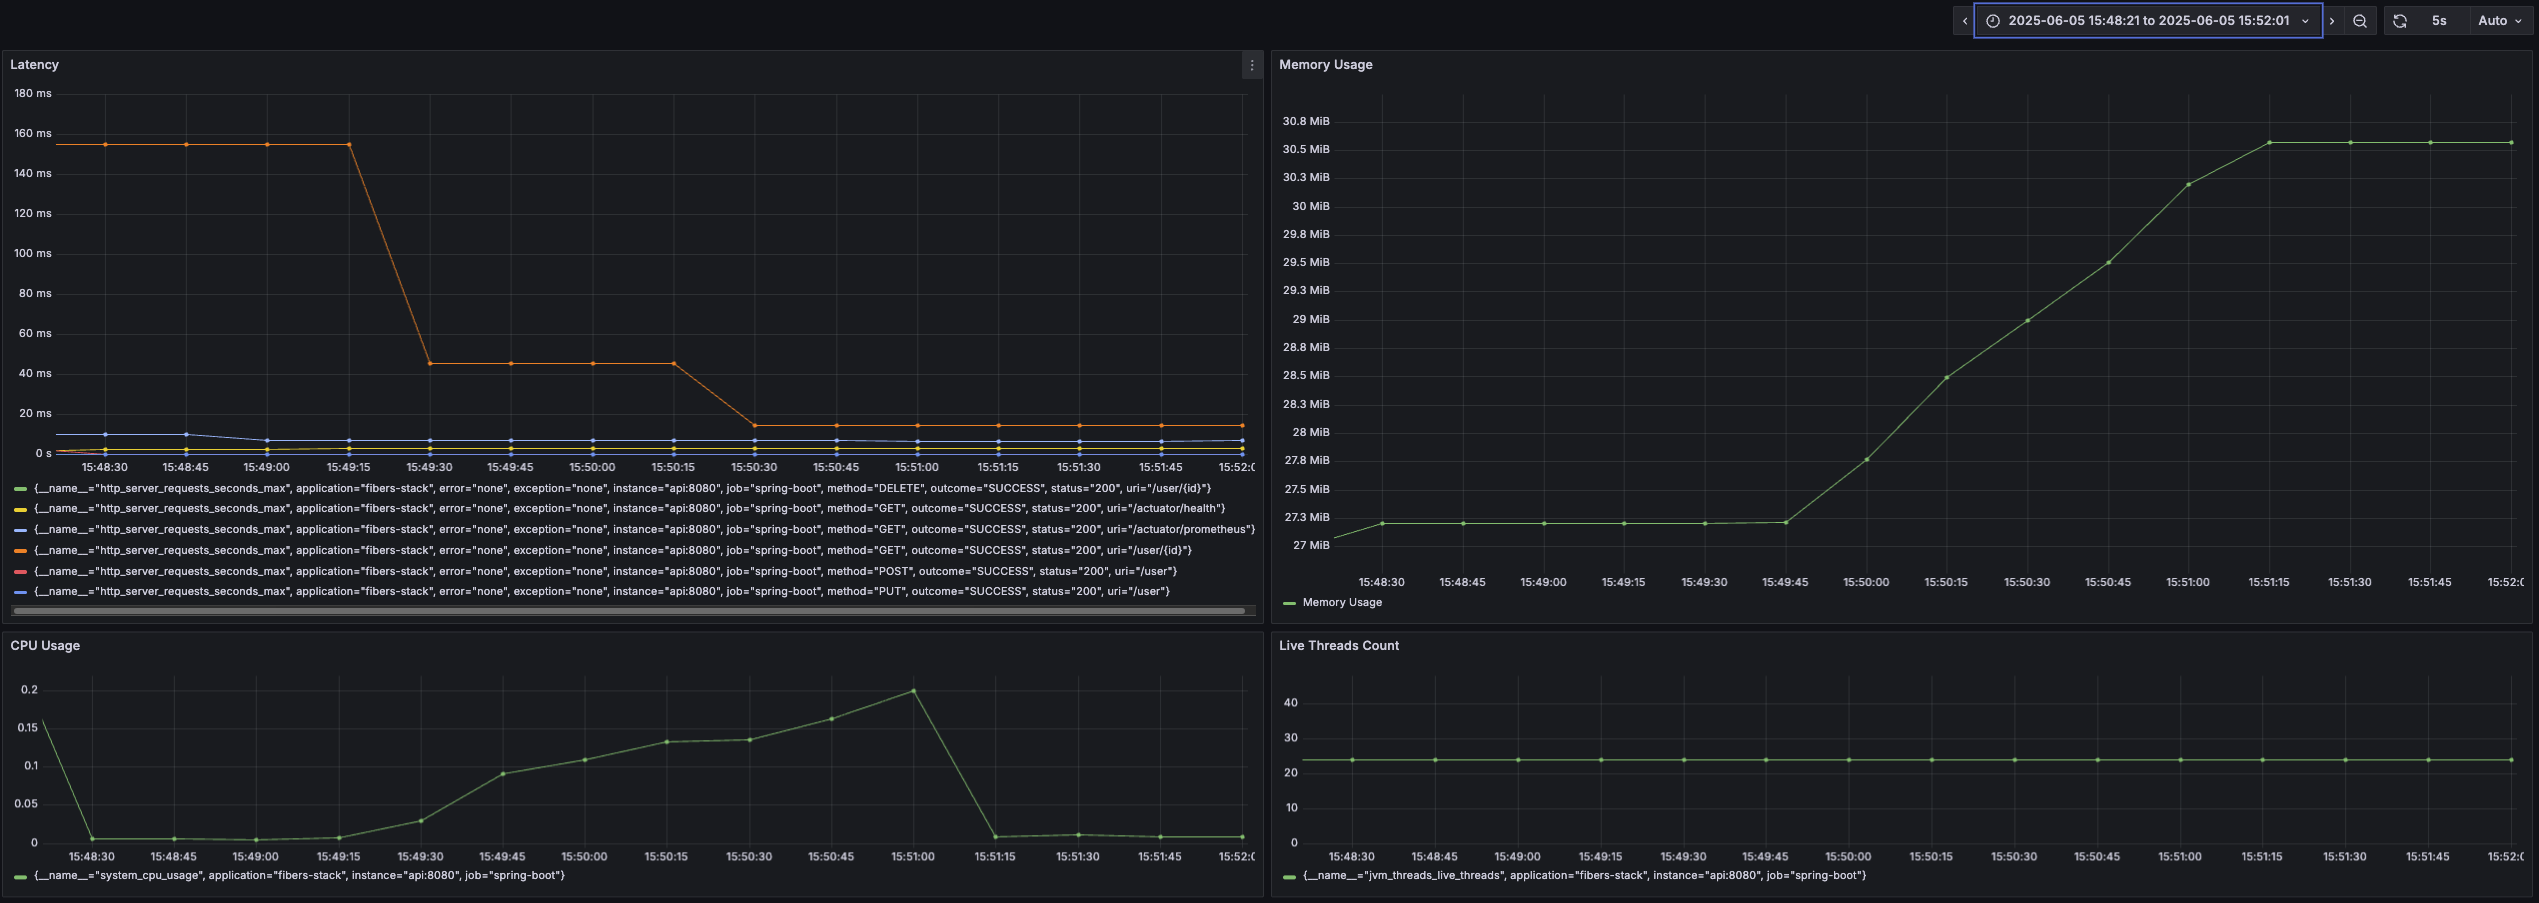 2025-06-05 15:48:21 to 2025-06-05 15:52:01 5s Auto
Latency
180 ms
160 ms
140 ms
120 ms
100 ms
80 ms
60 ms
40 ms
20 ms
0 s
15:48:30 15:48:45 15:49:00 15:49:15 15:49:30 15:49:45 15:50:00 15:50:15 15:50:30 15:50:45 15:51:00 15:51:15 15:51:30 15:51:45 15:52:0
{__name__="http_server_requests_seconds_max", application="fibers-stack", error="none", exception="none", instance="api:8080", job="spring-boot", method="DELETE", outcome="SUCCESS", status="200", uri="/user/{id}"}
{__name__="http_server_requests_seconds_max", application="fibers-stack", error="none", exception="none", instance="api:8080", job="spring-boot", method="GET", outcome="SUCCESS", status="200", uri="/actuator/health"}
{__name__="http_server_requests_seconds_max", application="fibers-stack", error="none", exception="none", instance="api:8080", job="spring-boot", method="GET", outcome="SUCCESS", status="200", uri="/actuator/prometheus"}
{__name__="http_server_requests_seconds_max", application="fibers-stack", error="none", exception="none", instance="api:8080", job="spring-boot", method="GET", outcome="SUCCESS", status="200", uri="/user/{id}"}
{__name__="http_server_requests_seconds_max", application="fibers-stack", error="none", exception="none", instance="api:8080", job="spring-boot", method="POST", outcome="SUCCESS", status="200", uri="/user"}
{__name__="http_server_requests_seconds_max", application="fibers-stack", error="none", exception="none", instance="api:8080", job="spring-boot", method="PUT", outcome="SUCCESS", status="200", uri="/user"}
Memory Usage
30.8 MiB
30.5 MiB
30.3 MiB
30 MiB
29.8 MiB
29.5 MiB
29.3 MiB
29 MiB
28.8 MiB
28.5 MiB
28.3 MiB
28 MiB
27.8 MiB
27.5 MiB
27.3 MiB
27 MiB
15:48:30 15:48:45 15:49:00 15:49:15 15:49:30 15:49:45 15:50:00 15:50:15 15:50:30 15:50:45 15:51:00 15:51:15 15:51:30 15:51:45 15:52:0
Memory Usage
CPU Usage
0.2
0.15
0.1
0.05
0
15:48:30 15:48:45 15:49:00 15:49:15 15:49:30 15:49:45 15:50:00 15:50:15 15:50:30 15:50:45 15:51:00 15:51:15 15:51:30 15:51:45 15:52:0
{__name__="system_cpu_usage", application="fibers-stack", instance="api:8080", job="spring-boot"}
Live Threads Count
40
30
20
10
0
15:48:30 15:48:45 15:49:00 15:49:15 15:49:30 15:49:45 15:50:00 15:50:15 15:50:30 15:50:45 15:51:00 15:51:15 15:51:30 15:51:45 15:52:0
{__name__="jvm_threads_live_threads", application="fibers-stack", instance="api:8080", job="spring-boot"}